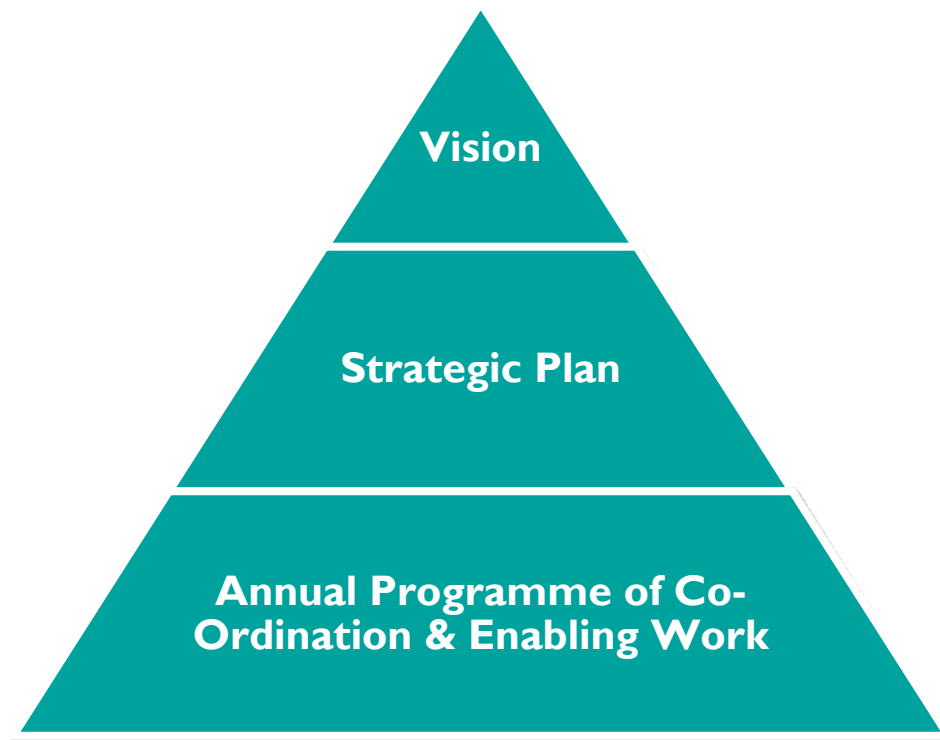 Vision
Strategic Plan
Annual Programme of Co-
Ordination & Enabling Work